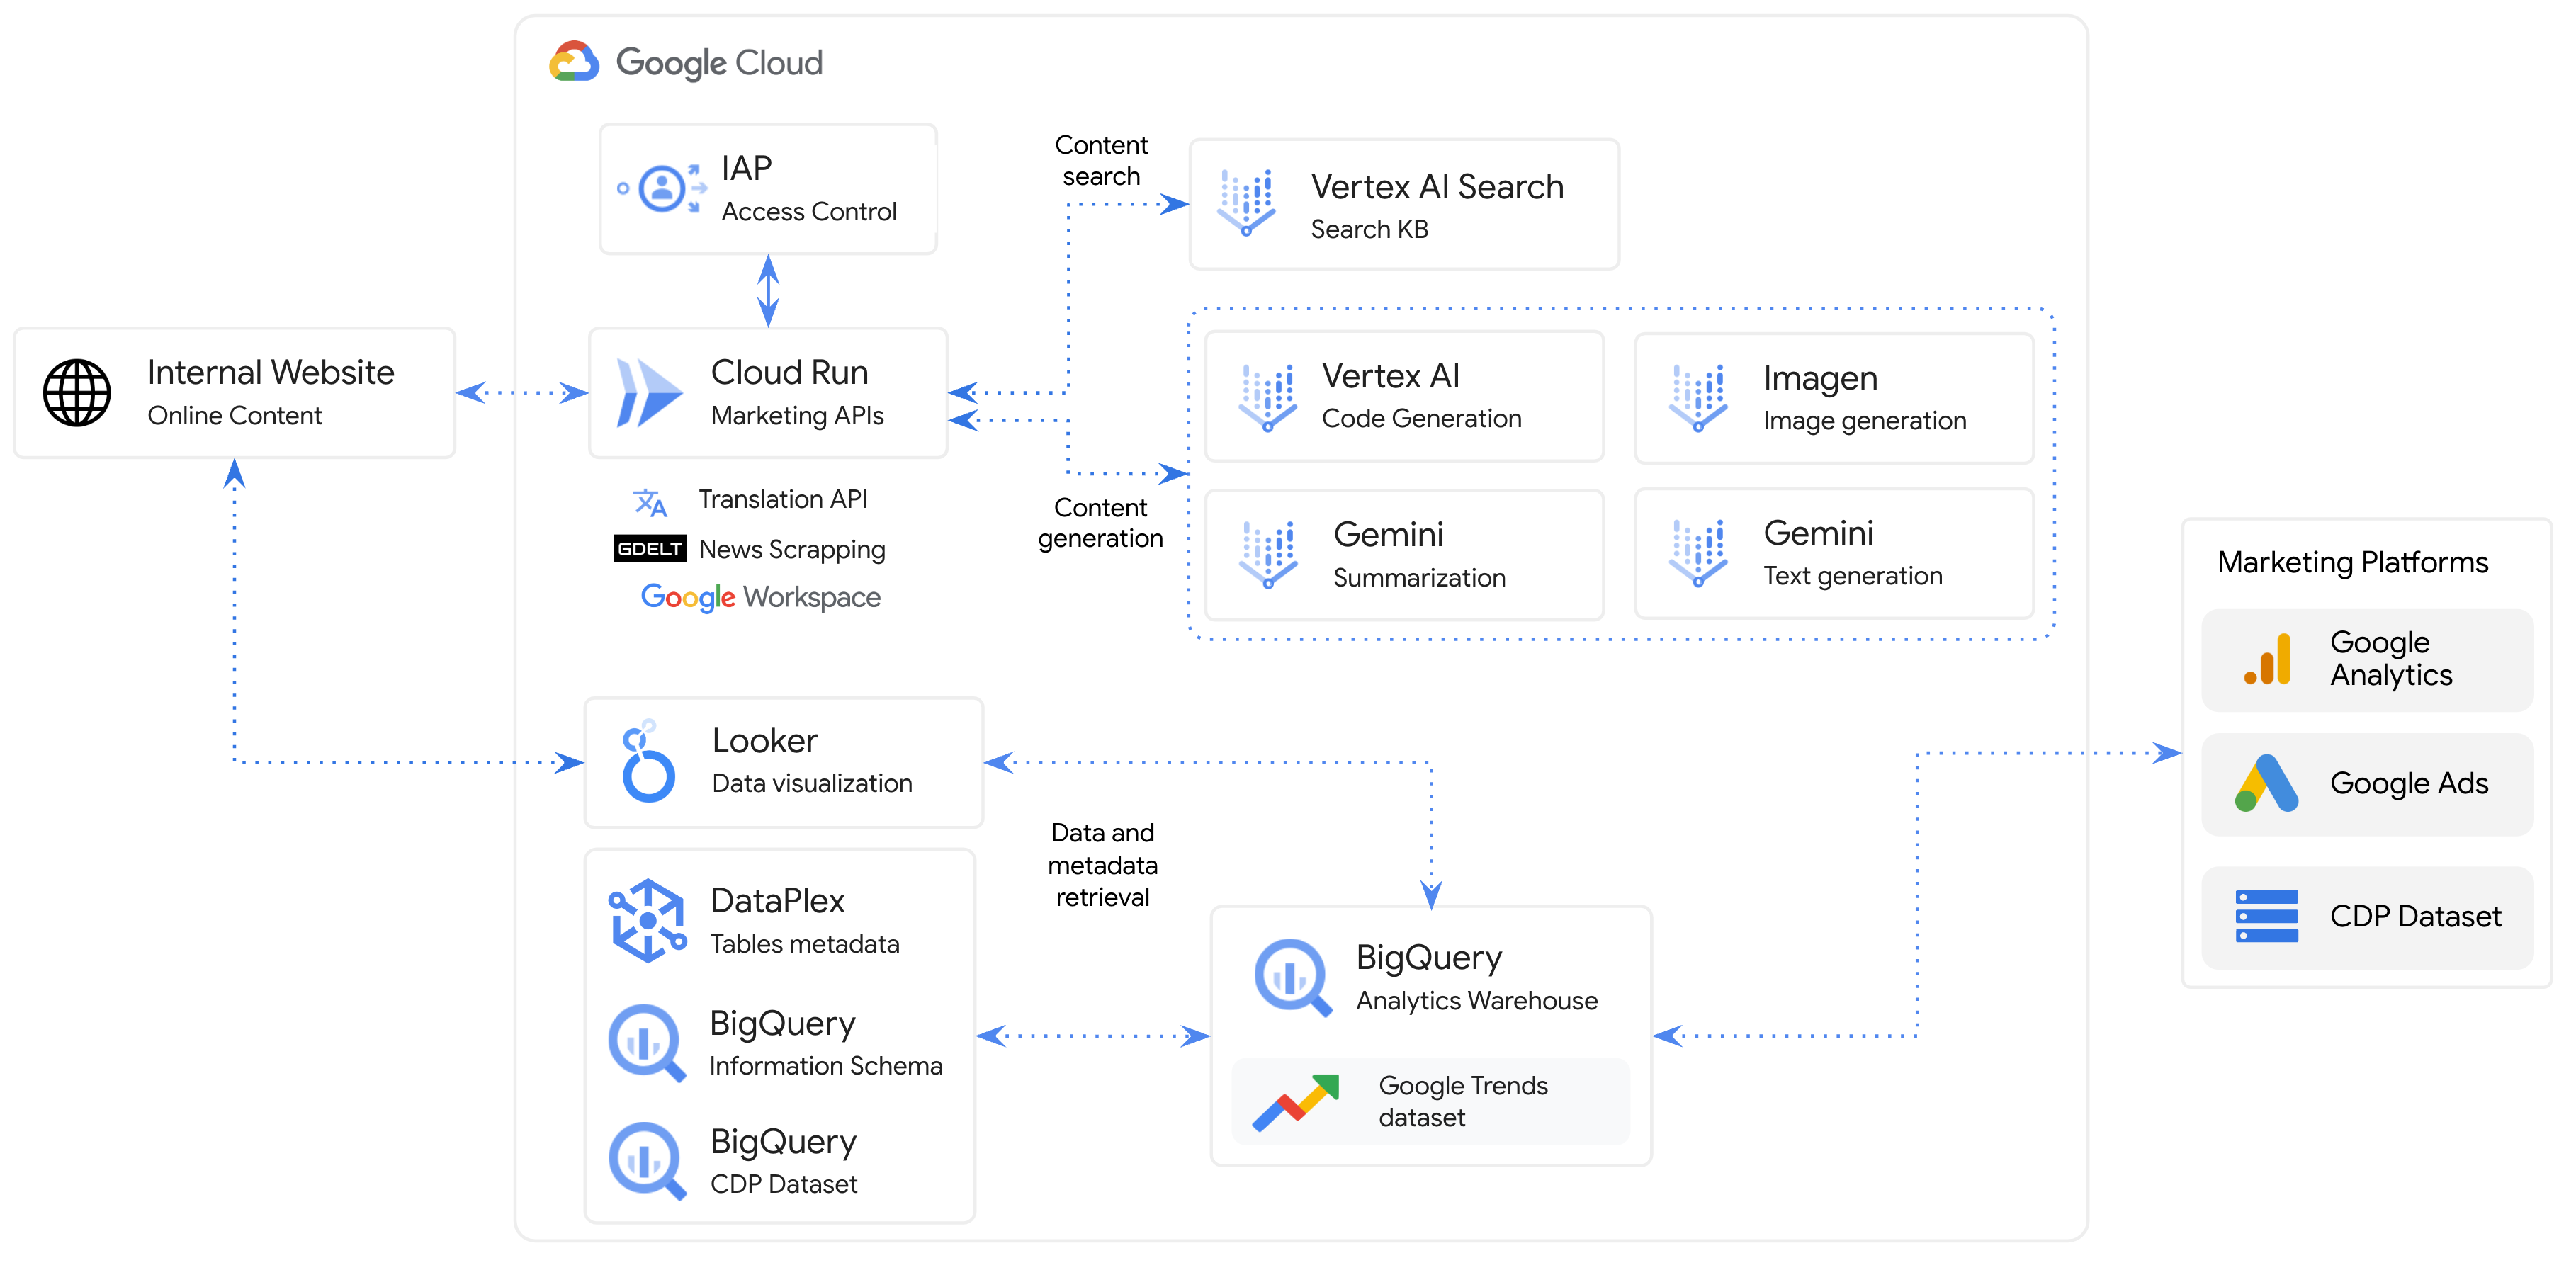 Google Cloud
IAP
Access Control
Content
search
Vertex AI Search
Search KB
Internal Website
Online Content
Cloud Run
Marketing APIs
Translation API
GDELT News Scrapping
Google Workspace
Content
generation
Vertex AI
Code Generation
Imagen
Image generation
Gemini
Summarization
Gemini
Text generation
Marketing Platforms
Google
Analytics
Google Ads
CDP Dataset
Looker
Data visualization
Data and
metadata
retrieval
DataPlex
Tables metadata
BigQuery
Information Schema
BigQuery
CDP Dataset
BigQuery
Analytics Warehouse
Google Trends
dataset